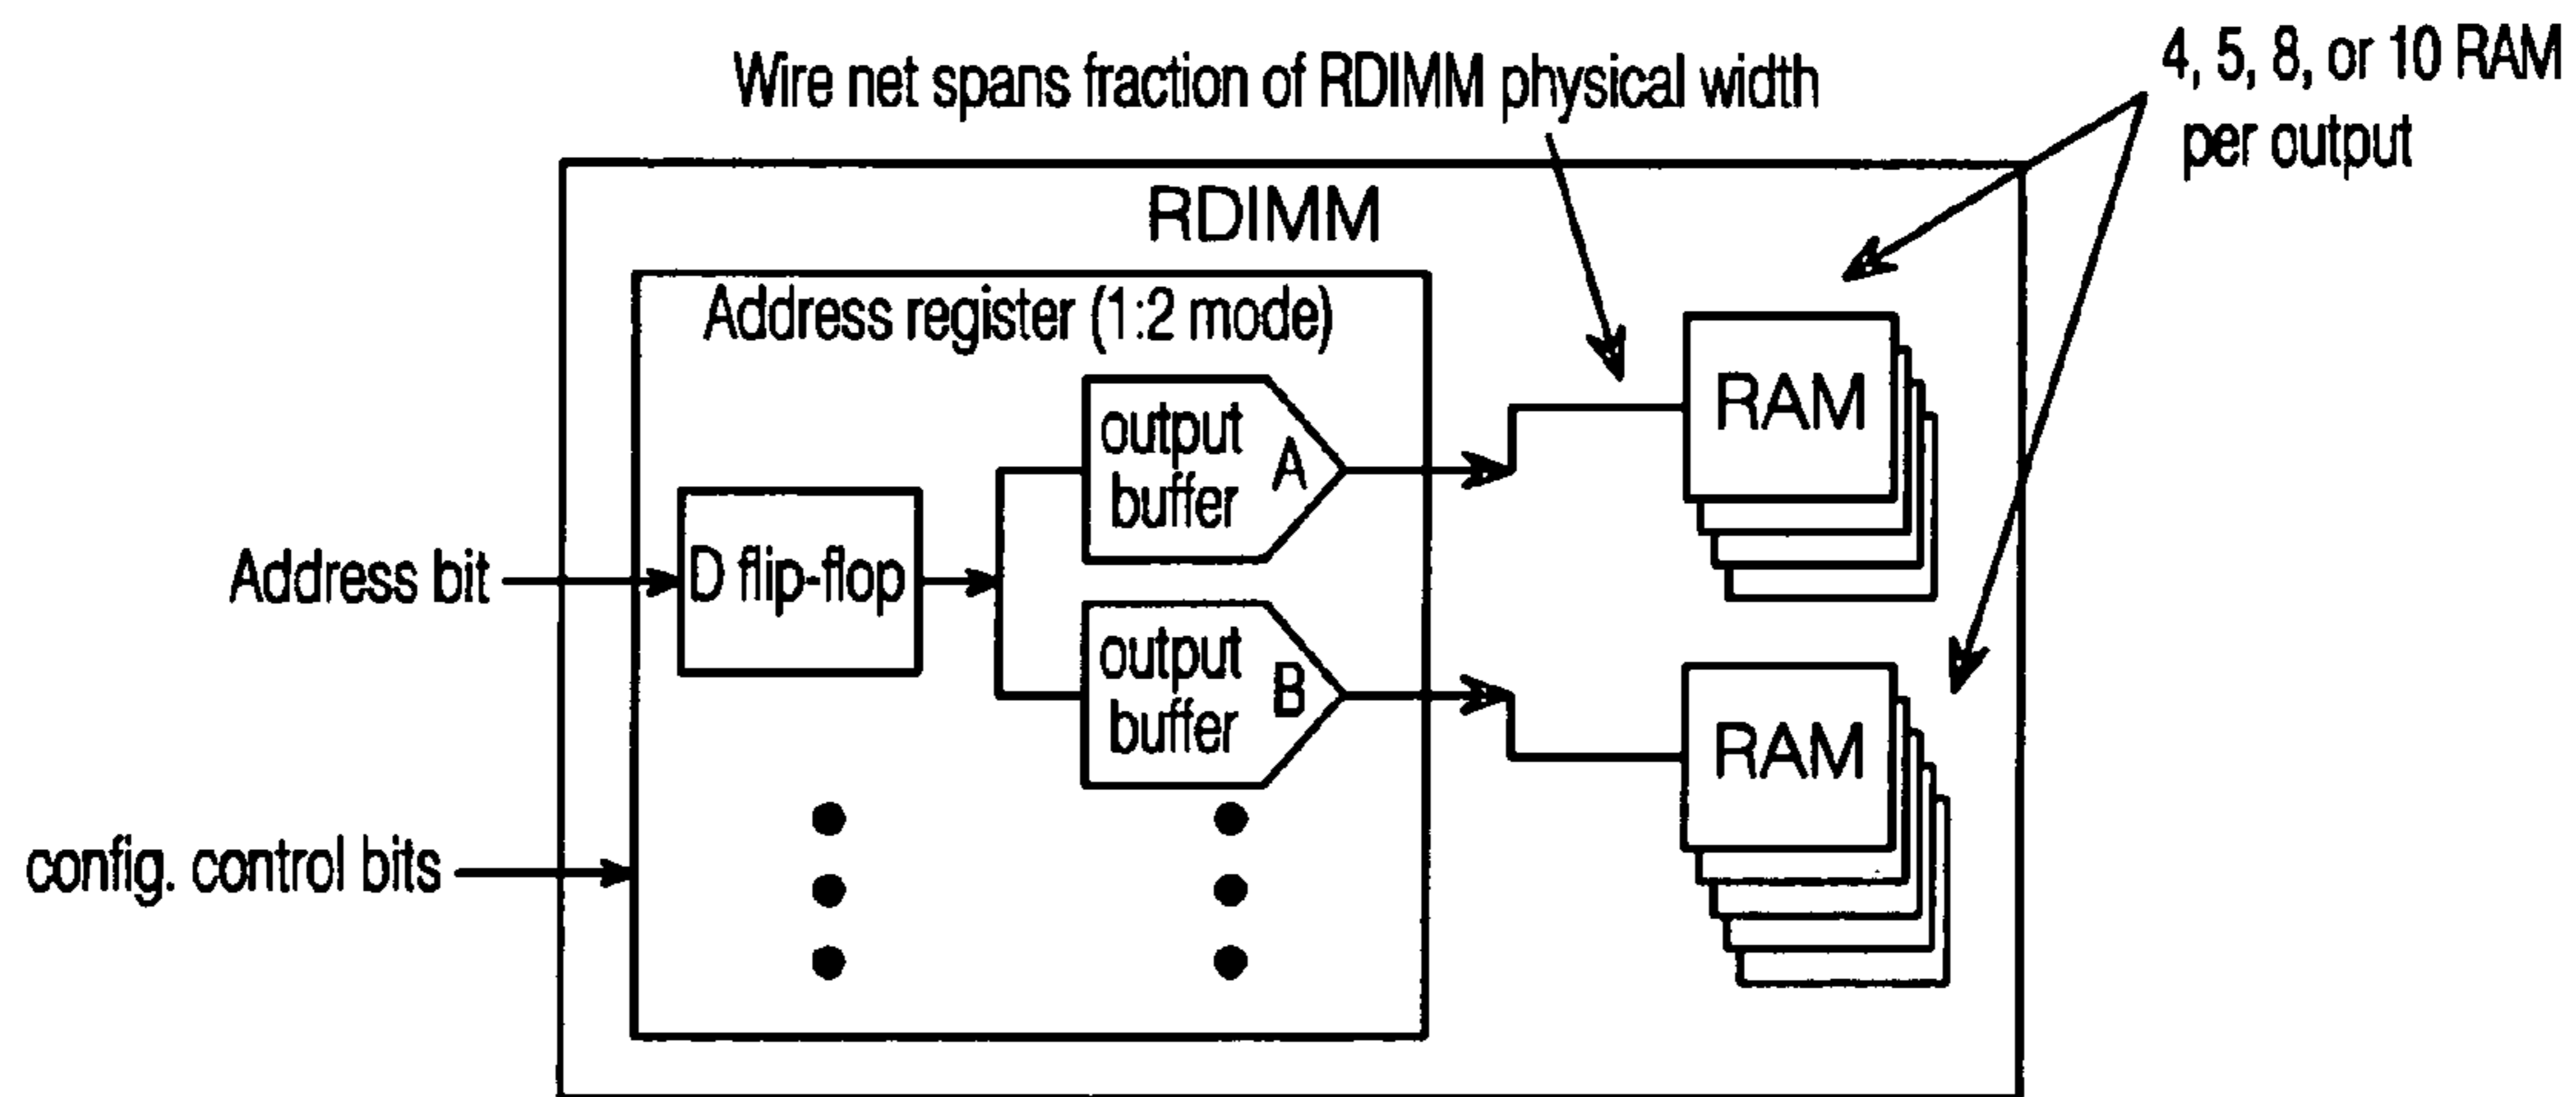 Wire net spans fraction of RDIMM physical width
4, 5, 8, or 10 RAM
per output
RDIMM
Address register (1:2 mode)
output
buffer
A
RAM
Address bit
D flip-flop
output
buffer
B
RAM
config. control bits